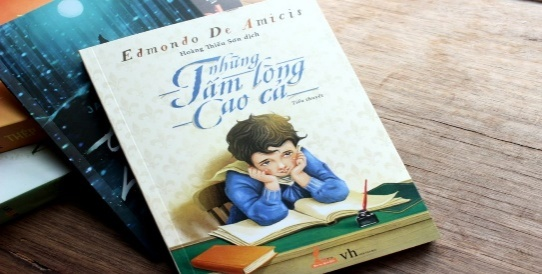 Edmondo De Amicis
Hoàng Thiếu Sơn dịch
Những
Tấm lòng
Cao cả
Tiểu thuyết
vh